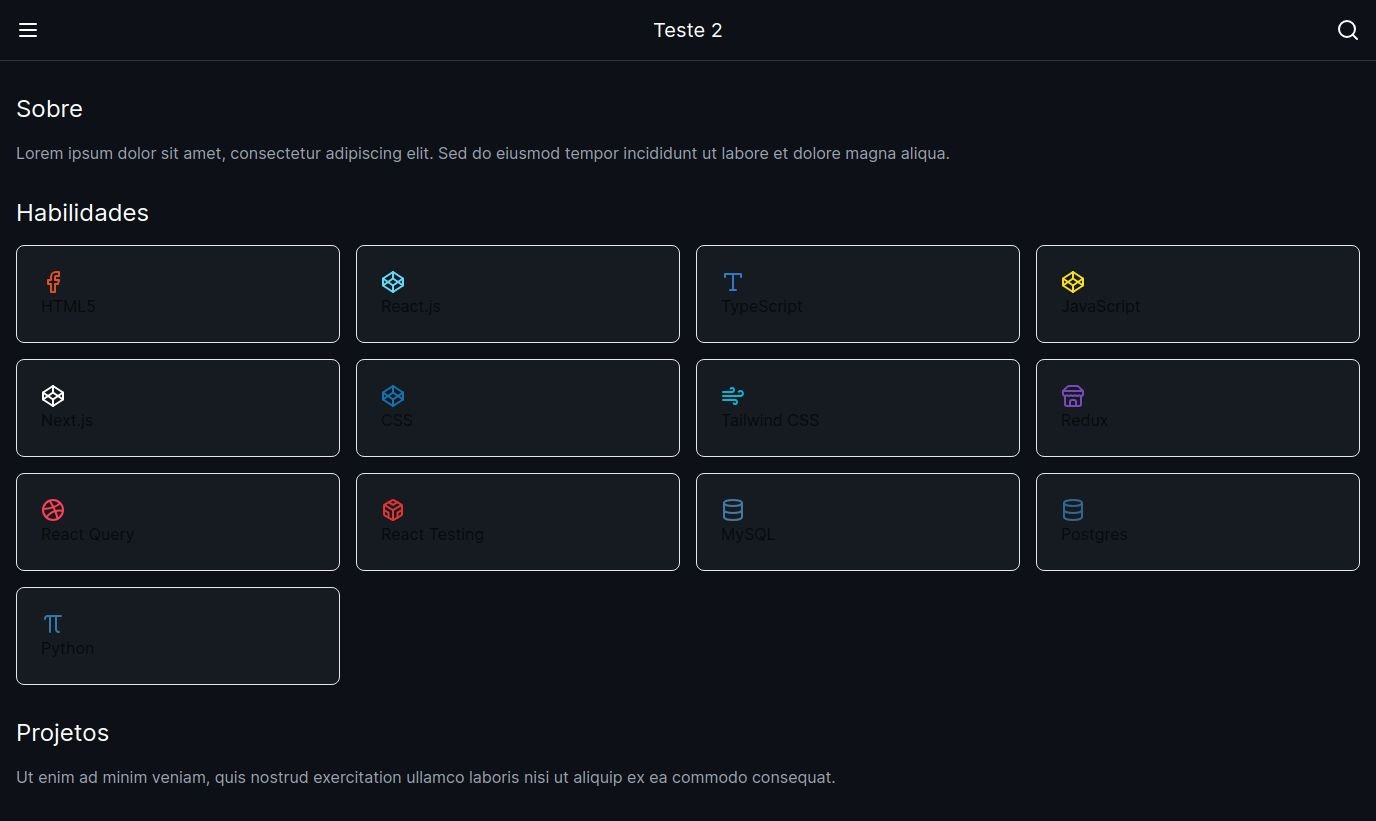 Teste 2
Sobre
Lorem ipsum dolor sit amet, consectetur adipiscing elit. Sed do eiusmod tempor incididunt ut labore et dolore magna aliqua.
Habilidades
HTML5
React.js
TypeScript
JavaScript
Next.js
CSS
Tailwind CSS
Redux
React Query
React Testing
MySQL
Postgres
Python
Projetos
Ut enim ad minim veniam, quis nostrud exercitation ullamco laboris nisi ut aliquip ex ea commodo consequat.